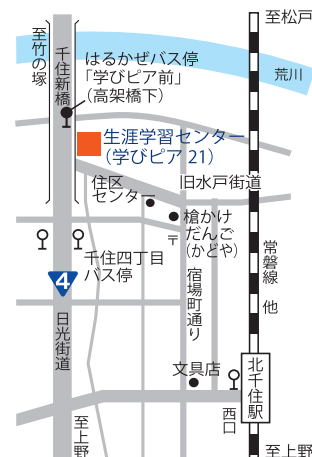 至松戸
至竹の塚
千住新橋
はるかぜバス停
「学びピア前」
（高架橋下）
荒川
生涯学習センター
（学びピア 21）
住区
センター
旧水戸街道
槍かけ
だんご
（かどや）
〒
千住四丁目
バス停
4
常磐線 他
宿場町通り
日光街道
文具店
北千住駅
西口
至上野
至上野